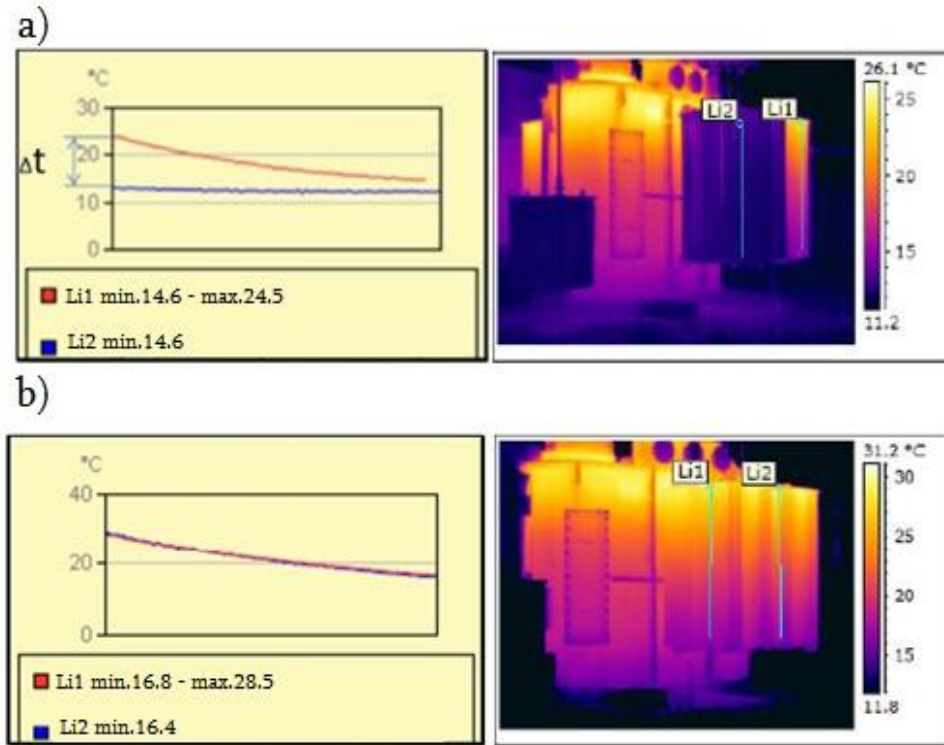 a)
°C
30
20
10
0
Δt
Li1 min.14.6 - max.24.5
Li2 min.14.6
Li2
Li1
26.1 °C
25
20
15
11.2
b)
°C
40
20
0
Li1 min.16.8 - max.28.5
Li2 min.16.4
Li1
Li2
31.2 °C
30
25
20
15
11.8